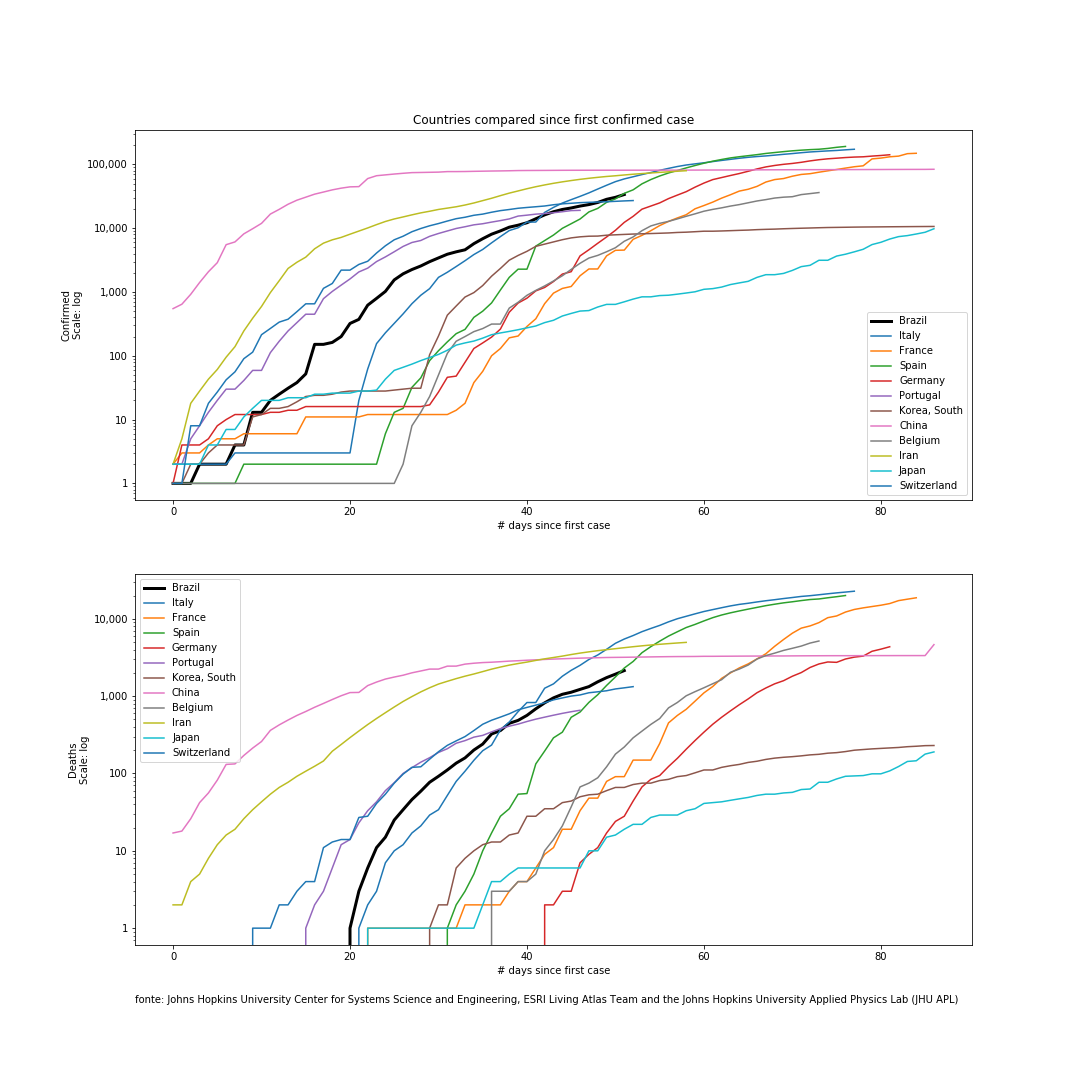 Countries compared since first confirmed case
Confirmed
Scale: log
100,000
10,000
1,000
100
10
1
0
20
40
60
80
# days since first case
Brazil
Italy
France
Spain
Germany
Portugal
Korea, South
China
Belgium
Iran
Japan
Switzerland
Deaths
Scale: log
10,000
1,000
100
10
1
0
20
40
60
80
# days since first case
Brazil
Italy
France
Spain
Germany
Portugal
Korea, South
China
Belgium
Iran
Japan
Switzerland
fonte: Johns Hopkins University Center for Systems Science and Engineering, ESRI Living Atlas Team and the Johns Hopkins University Applied Physics Lab (JHU APL)